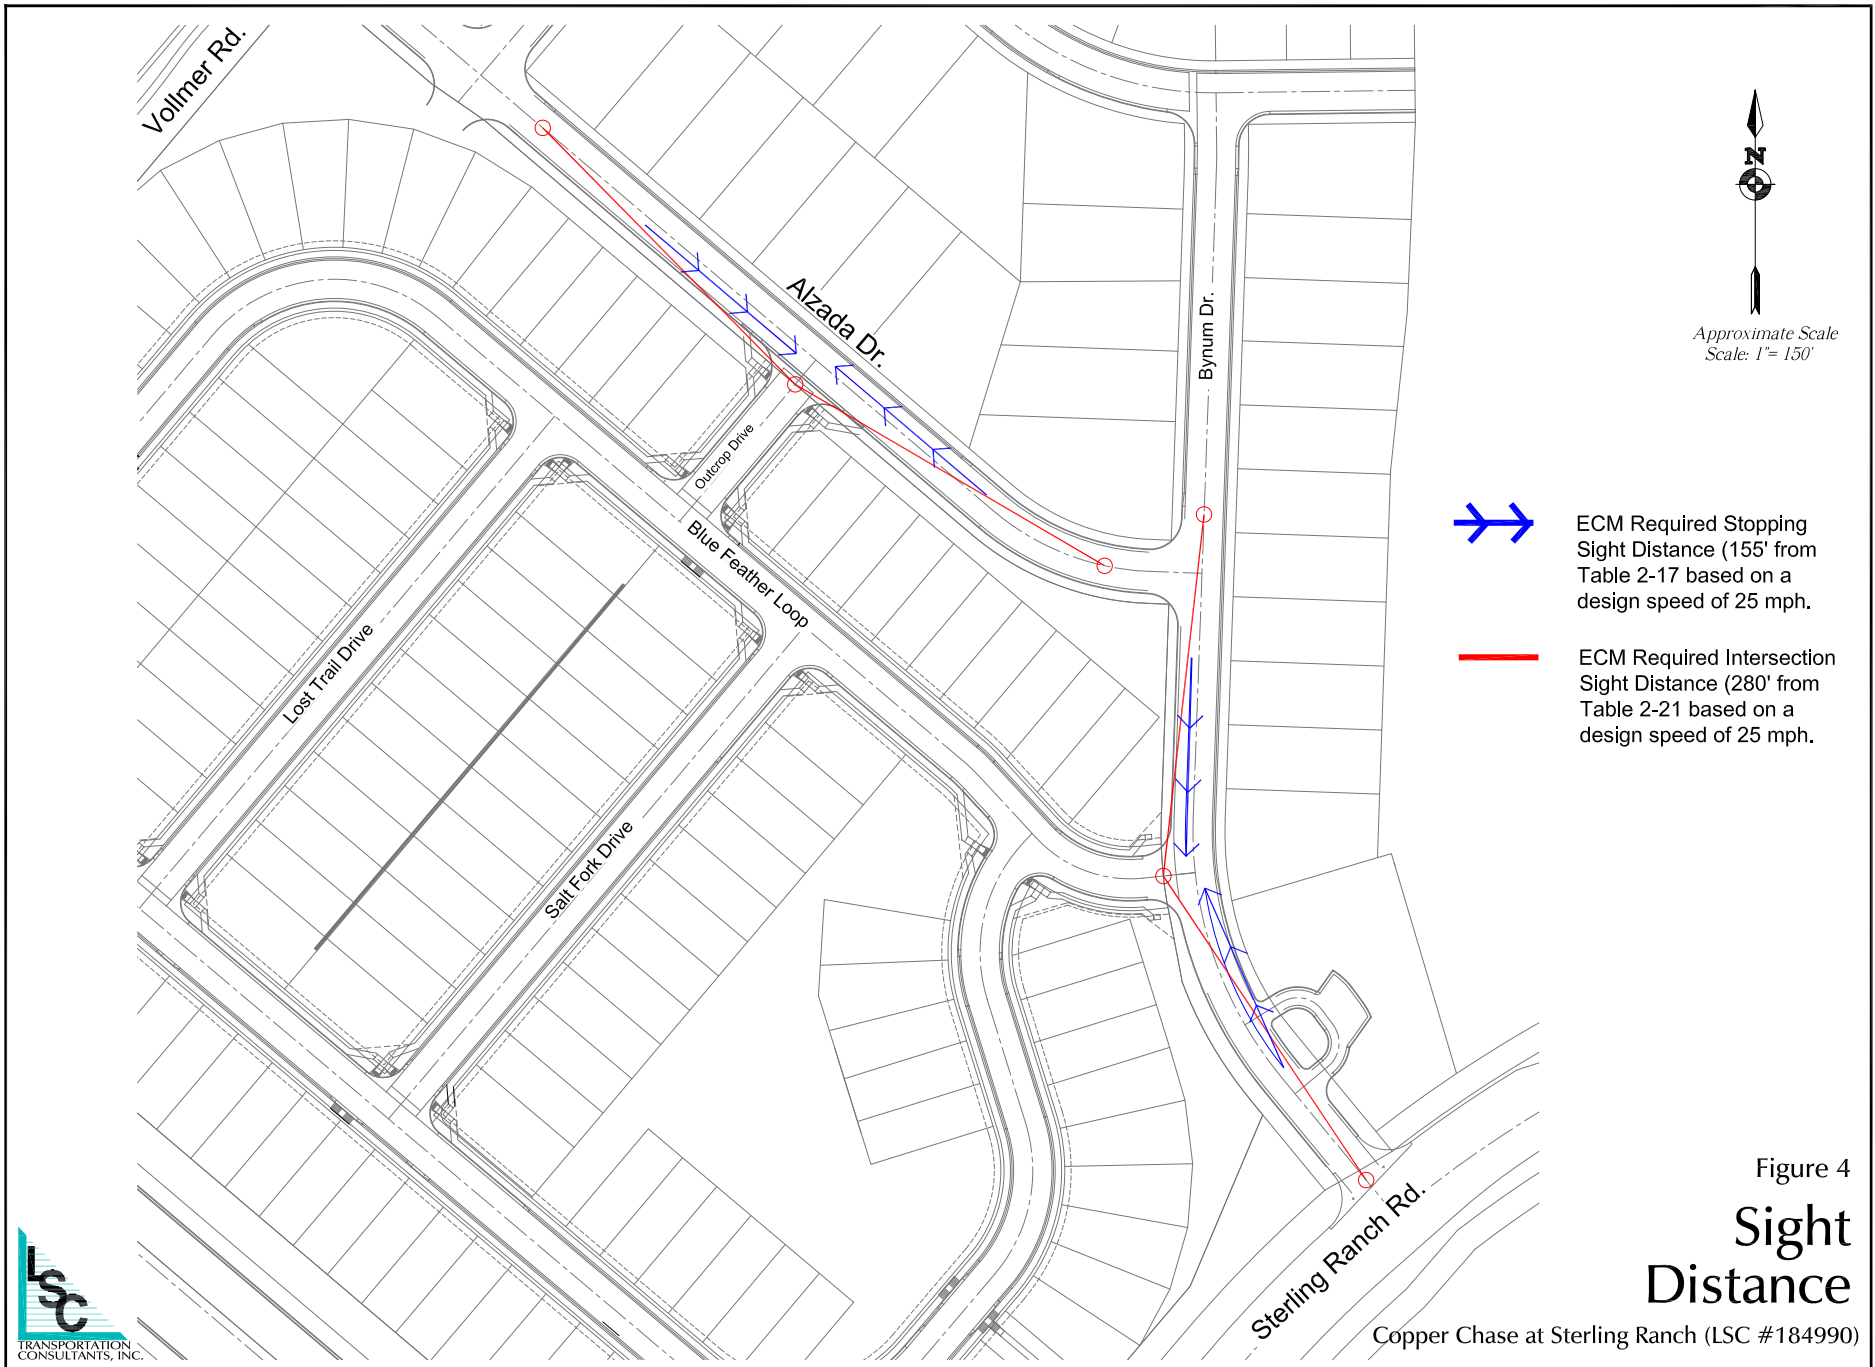 Vollmer Rd.
N
Approximate Scale
Scale: 1"= 150'
Alzada Dr.
Bynum Dr.
Outcrop Drive
Blue Feather Loop
Lost Trail Drive
Salt Fork Drive
ECM Required Stopping
Sight Distance (155' from
Table 2-17 based on a
design speed of 25 mph.
ECM Required Intersection
Sight Distance (280' from
Table 2-21 based on a
design speed of 25 mph.
Sterling Ranch Rd.
Figure 4
Sight
Distance
Copper Chase at Sterling Ranch (LSC #184990)
LSC
TRANSPORTATION
CONSULTANTS, INC.